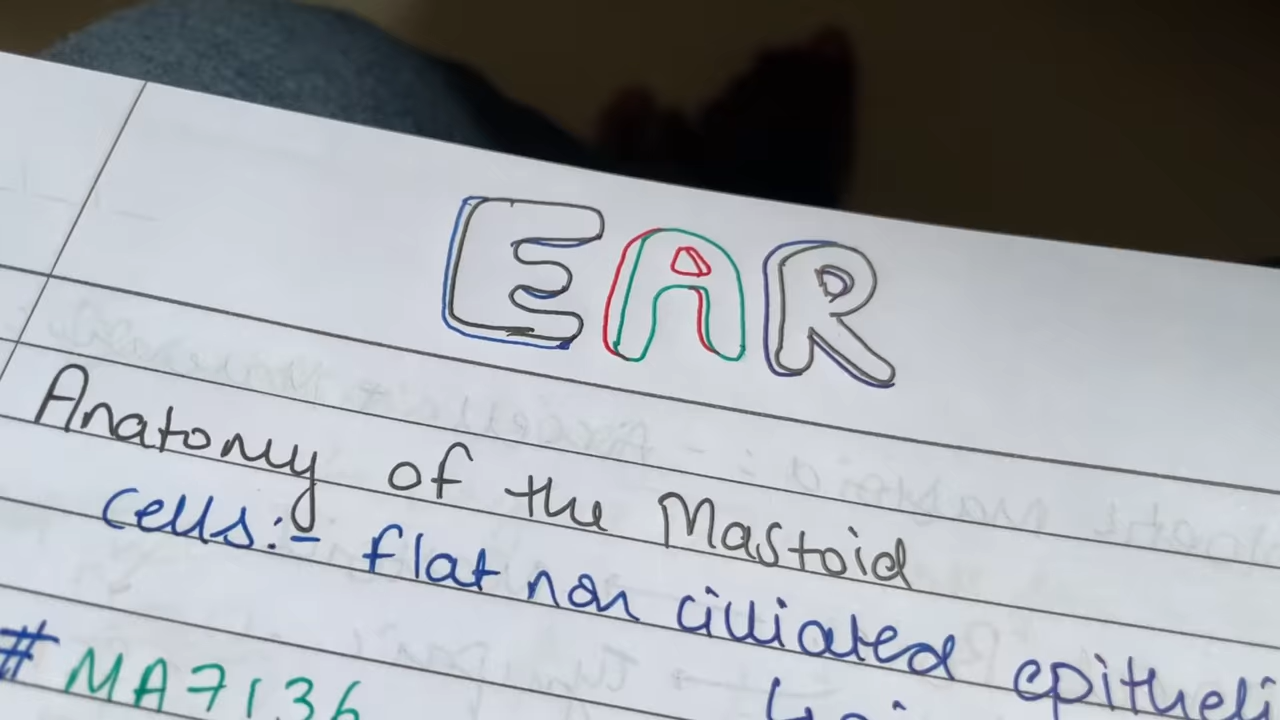 EAR
Anatomy of the Mastoid
Cells:- flat non cilliated epitheli
#MA7136